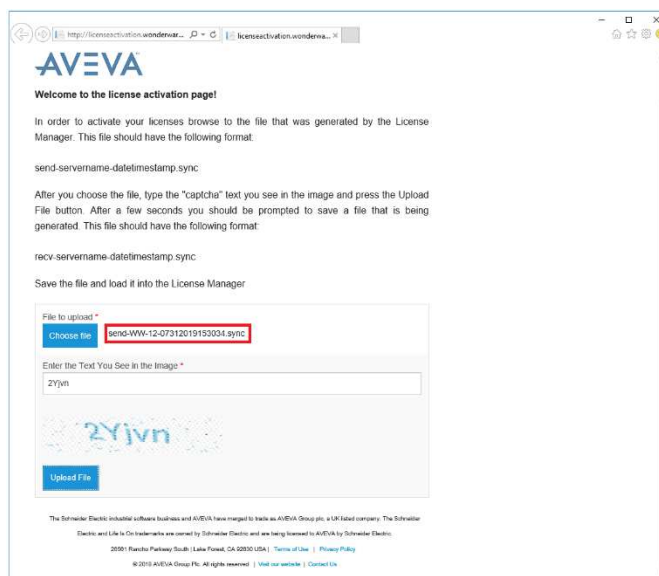 http://licenseactivation.wonderwar...
licenseactivation.wonderwa...
AVEVA
Welcome to the license activation page!
In order to activate your licenses browse to the file that was generated by the License
Manager. This file should have the following format:
send-servername-datetimestamp.sync
After you choose the file, type the "captcha" text you see in the image and press the Upload
File button. After a few seconds you should be prompted to save a file that is being
generated. This file should have the following format:
recv-servername-datetimestamp.sync
Save the file and load it into the License Manager
File to upload *
Choose file send-WW-12-07312019153034.sync
Enter the Text You See in the Image *
2Yjvn
2Yjvn
Upload File
The Schneider Electric industrial software business and AVEVA have merged to trade as AVEVA Group plc, a UK listed company. The Schneider
Electric and Life Is On trademarks are owned by Schneider Electric and are being licensed to AVEVA by Schneider Electric.
26561 Rancho Parkway South | Lake Forest, CA 92630 USA | Terms of Use | Privacy Policy
© 2019 AVEVA Group Plc. All rights reserved | Visit our website | Contact Us